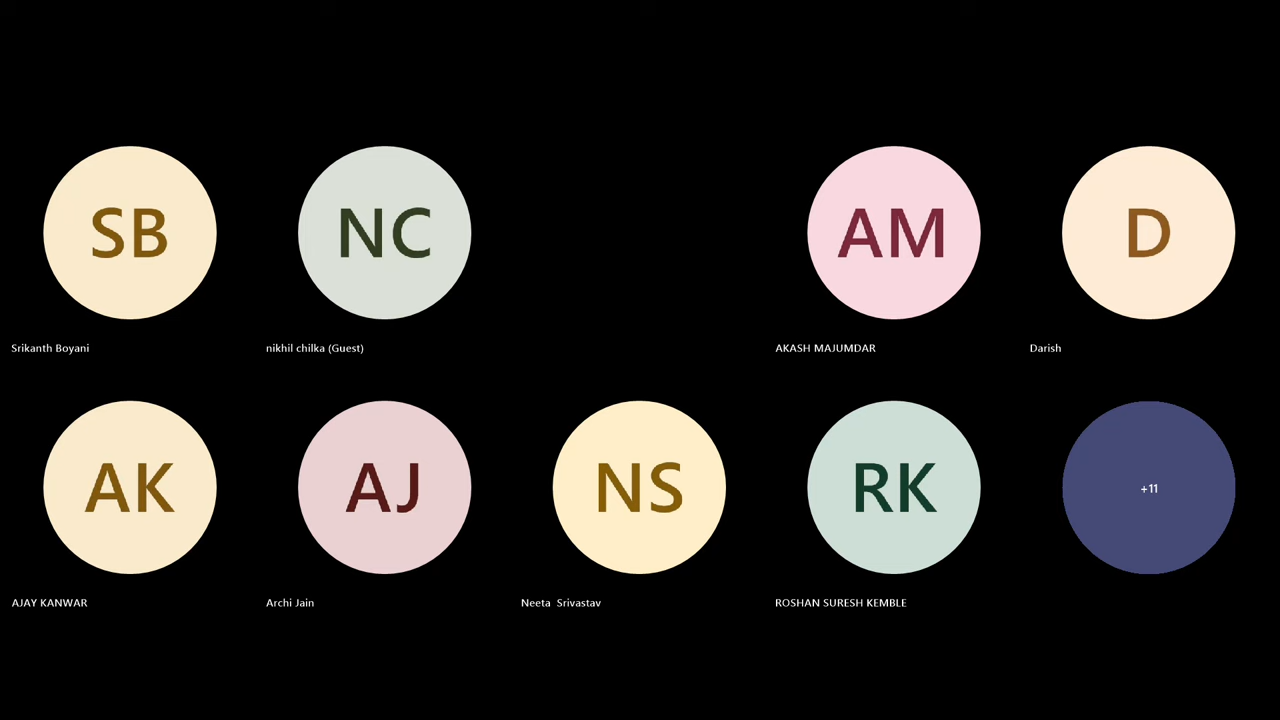 SB
NC
AM
D
Srikanth Boyani
nikhil chilka (Guest)
AKASH MAJUMDAR
Darish
AK
AJ
NS
RK
+11
AJAY KANWAR
Archi Jain
Neeta  Srivastav
ROSHAN SURESH KEMBLE